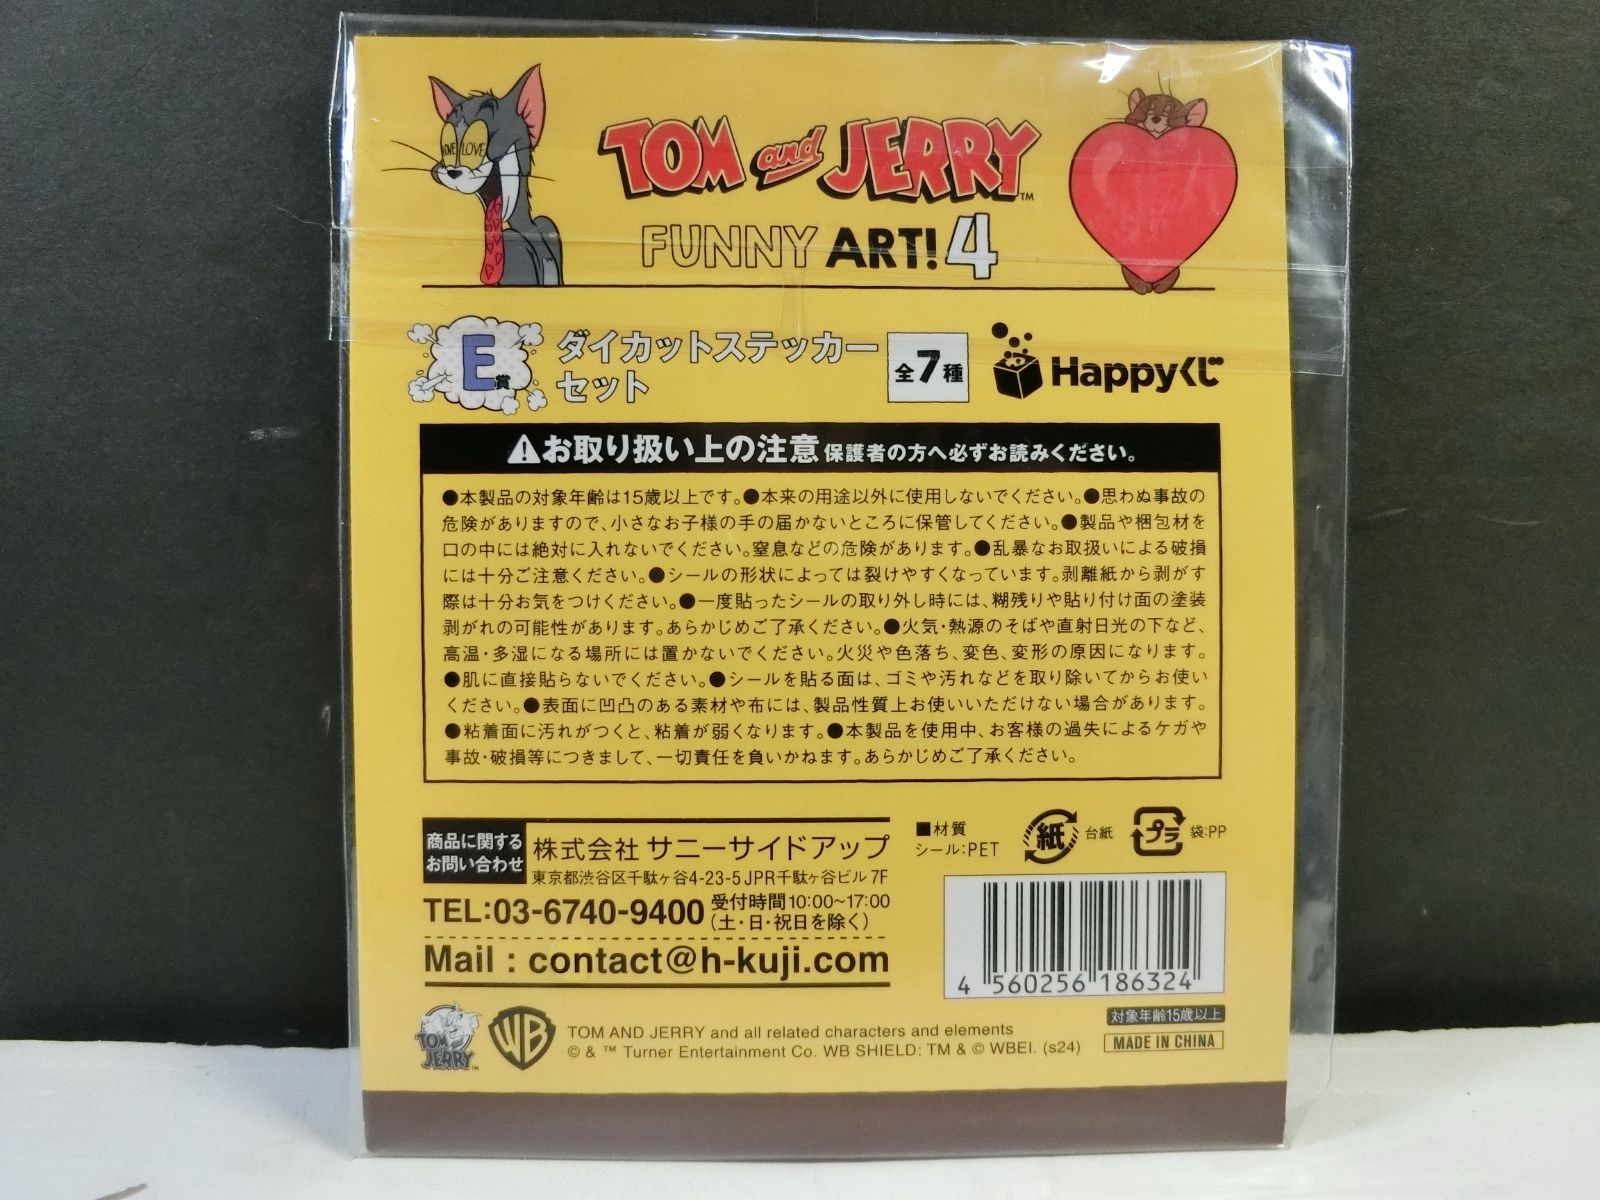 LOVE LOVE
TOM and JERRY™
FUNNY ART! 4
E賞
ダイカットステッカー
セット
全7種
Happyくじ
⚠お取り扱い上の注意 保護者の方へ必ずお読みください。
●本製品の対象年齢は15歳以上です。●本来の用途以外に使用しないでください。●思わぬ事故の
危険がありますので、小さなお子様の手の届かないところに保管してください。●製品や梱包材を
口の中には絶対に入れないでください。窒息などの危険があります。●乱暴なお取扱いによる破損
には十分ご注意ください。●シールの形状によっては裂けやすくなっています。剥離紙から剥がす
際は十分お気をつけください。●一度貼ったシールの取り外し時には、糊残りや貼り付け面の塗装
剥がれの可能性があります。あらかじめご了承ください。●火気・熱源のそばや直射日光の下など、
高温・多湿になる場所には置かないでください。火災や色落ち、変色、変形の原因になります。
●肌に直接貼らないでください。●シールを貼る面は、ゴミや汚れなどを取り除いてからお使い
ください。●表面に凹凸のある素材や布には、製品性質上お使いいただけない場合があります。
●粘着面に汚れがつくと、粘着が弱くなります。●本製品を使用中、お客様の過失によるケガや
事故・破損等につきまして、一切責任を負いかねます。あらかじめご了承ください。
商品に関する
お問い合わせ
株式会社 サニーサイドアップ
東京都渋谷区千駄ヶ谷4-23-5 JPR千駄ヶ谷ビル 7F
TEL:03-6740-9400 受付時間10:00~17:00
(土・日・祝日を除く)
Mail : contact@h-kuji.com
■材質
シール:PET
紙 台紙
プラ 袋:PP
4 560256 186324
対象年齢15歳以上
MADE IN CHINA
TOM and JERRY™
WB
TOM AND JERRY and all related characters and elements
© & ™ Turner Entertainment Co. WB SHIELD: TM & © WBEI. (s24)